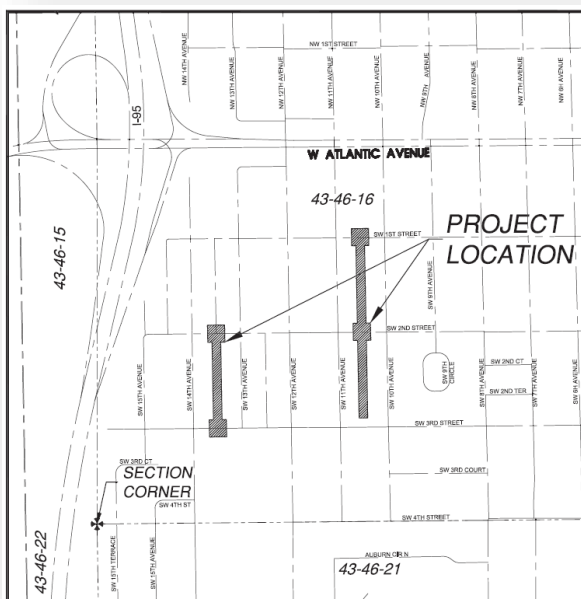 NW 14TH AVENUE
NW 13TH AVENUE
NW 12TH AVENUE
NW 11TH AVENUE
NW 1ST STREET
NW 10TH AVENUE
NW 9TH AVENUE
NW 8TH AVENUE
NW 7TH AVENUE
NW 6H AVENUE
I-95
W ATLANTIC AVENUE
43-46-15
43-46-16
SW 1ST STREET
PROJECT
LOCATION
SW 9TH AVENUE
SW 2ND STREET
SW 15TH AVENUE
SW 14TH AVENUE
SW 13TH AVENUE
SW 12TH AVENUE
SW 11TH AVENUE
SW 10TH AVENUE
SW 9TH
CIRCLE
SW 8TH AVENUE
SW 2ND CT
SW 2ND TER
SW 7TH AVENUE
SW 6H AVENUE
SW 3RD STREET
SW 3RD CT
SECTION
CORNER
SW 4TH ST
SW 3RD COURT
SW 4TH STREET
43-46-22
SW 15TH TERRACE
SW 15TH AVENUE
AUBURN CIR N
43-46-21